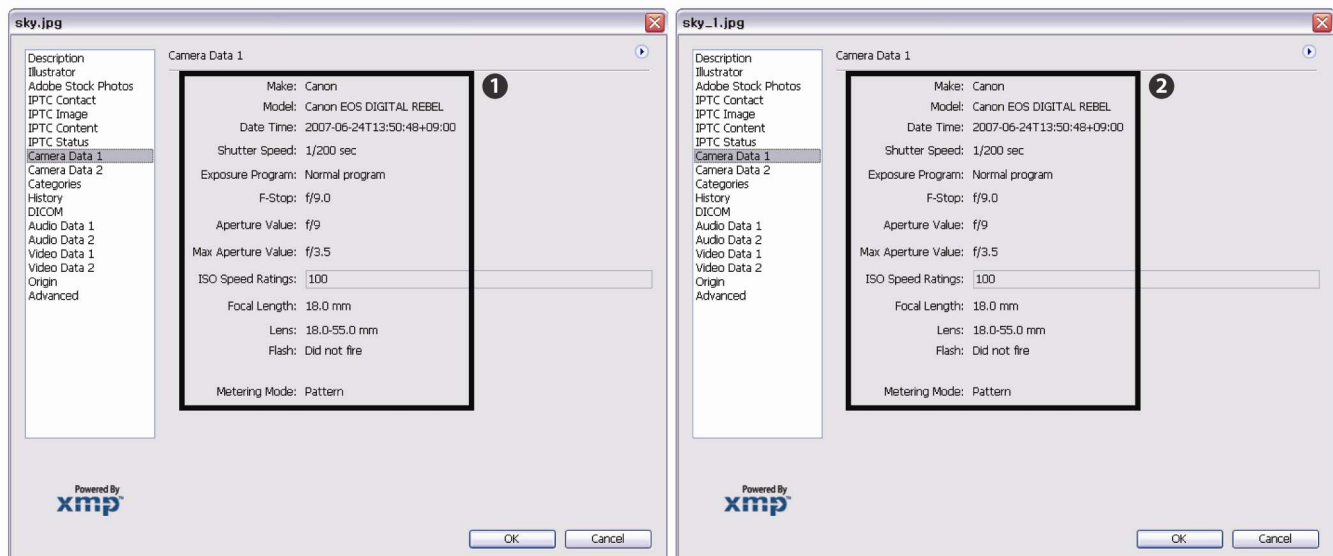 sky.jpg
Description
Illustrator
Adobe Stock Photos
IPTC Contact
IPTC Image
IPTC Content
IPTC Status
Camera Data 1
Camera Data 2
Categories
History
DICOM
Audio Data 1
Audio Data 2
Video Data 1
Video Data 2
Origin
Advanced
Camera Data 1
Make: Canon
Model: Canon EOS DIGITAL REBEL
Date Time: 2007-06-24T13:50:48+09:00
Shutter Speed: 1/200 sec
Exposure Program: Normal program
F-Stop: f/9.0
Aperture Value: f/9
Max Aperture Value: f/3.5
ISO Speed Ratings: 100
Focal Length: 18.0 mm
Lens: 18.0-55.0 mm
Flash: Did not fire
Metering Mode: Pattern
1
Powered By
xmp™
OK Cancel
sky_1.jpg
Description
Illustrator
Adobe Stock Photos
IPTC Contact
IPTC Image
IPTC Content
IPTC Status
Camera Data 1
Camera Data 2
Categories
History
DICOM
Audio Data 1
Audio Data 2
Video Data 1
Video Data 2
Origin
Advanced
Camera Data 1
Make: Canon
Model: Canon EOS DIGITAL REBEL
Date Time: 2007-06-24T13:50:48+09:00
Shutter Speed: 1/200 sec
Exposure Program: Normal program
F-Stop: f/9.0
Aperture Value: f/9
Max Aperture Value: f/3.5
ISO Speed Ratings: 100
Focal Length: 18.0 mm
Lens: 18.0-55.0 mm
Flash: Did not fire
Metering Mode: Pattern
2
Powered By
xmp™
OK Cancel